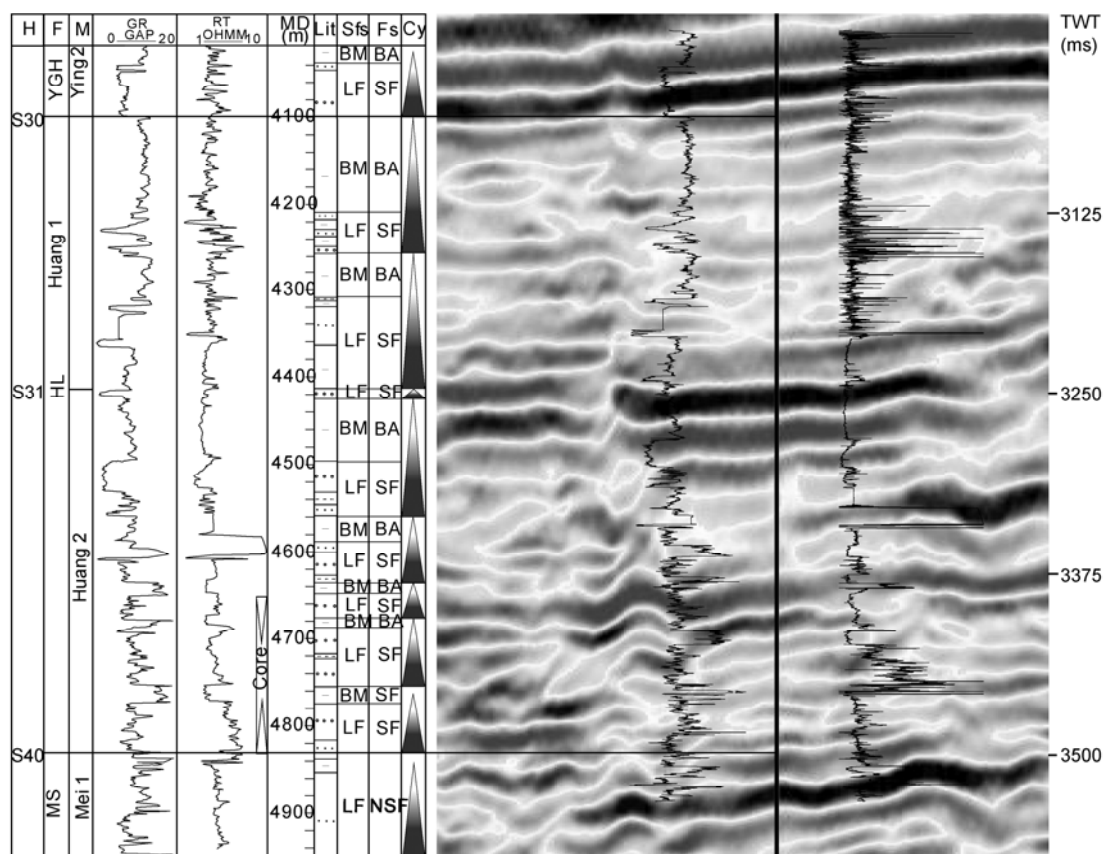 H F M GR RT MD Lit Sfs Fs Cy TWT
0 GAP 20 1 OHMM 10 (m) (ms)
YGH Ying2 BM BA
LF SF
S30 4100
BM BA
4200 3125
LF SF
Huang 1 BM BA
4300
LF SF
4400
S31 HL LF SF 3250
BM BA
4500
LF SF
BM BA
4600 LF SF
Huang 2 BM BA 3375
LF SF
BM BA
4700
Core LF SF
BM SF
4800 LF SF
S40 3500
MS Mei 1 LF NSF
4900